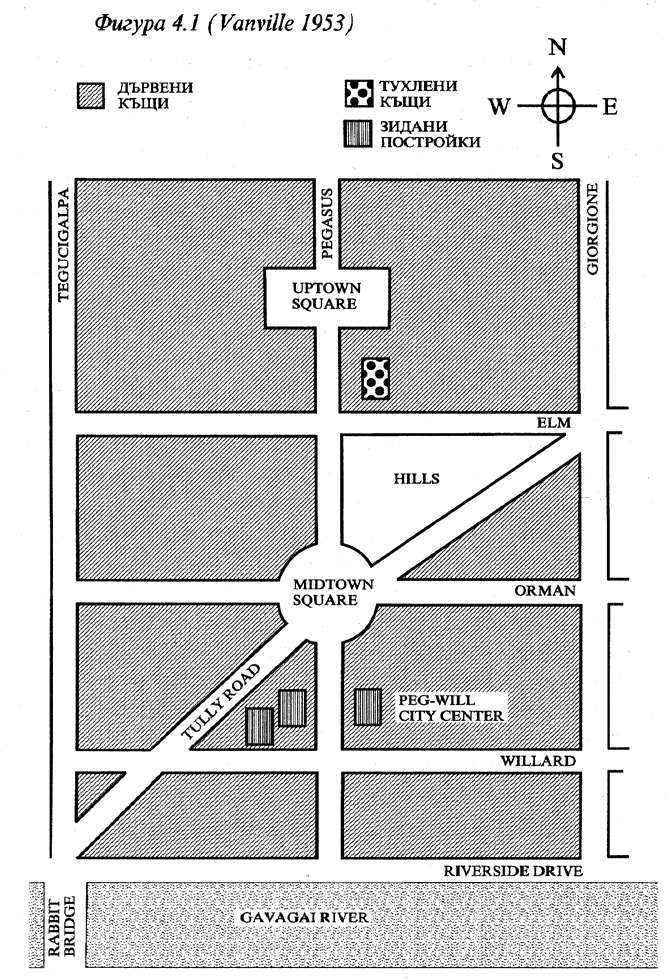 Фигура 4.1 (Vanville 1953)
ДЪРВЕНИ
КЪЩИ
ТУХЛЕНИ
КЪЩИ
ЗИДАНИ
ПОСТРОЙКИ
N
W
E
S
TEGUCIGALPA
PEGASUS
GIORGIONE
UPTOWN
SQUARE
ELM
HILLS
MIDTOWN
SQUARE
ORMAN
TULLY ROAD
PEG-WILL
CITY CENTER
WILLARD
RIVERSIDE DRIVE
RABBIT
BRIDGE
GAVAGAI RIVER